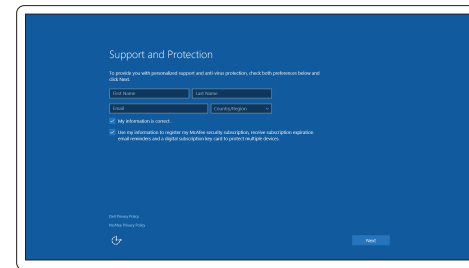 Support and Protection
To provide you with personalized support and anti-virus protection, check both preferences below and
click Next.
First Name
Last Name
Email
Country/Region
My information is correct.
Use my information to register my McAfee security subscription, receive subscription expiration
email reminders and a digital subscription key card to protect multiple devices.
Dell Privacy Policy
McAfee Privacy Policy
Next